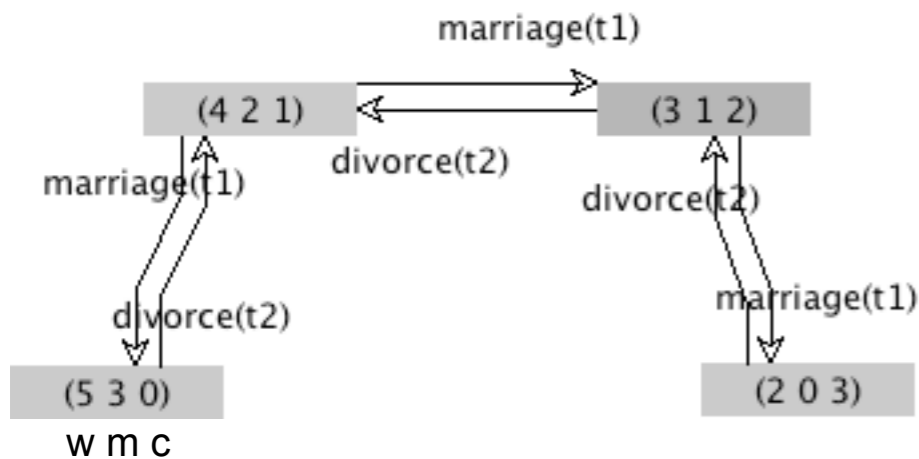 marriage(t1)
(4 2 1)
(3 1 2)
divorce(t2)
marriage(t1)
divorce(t2)
divorce(t2)
marriage(t1)
(5 3 0)
(2 0 3)
w m c